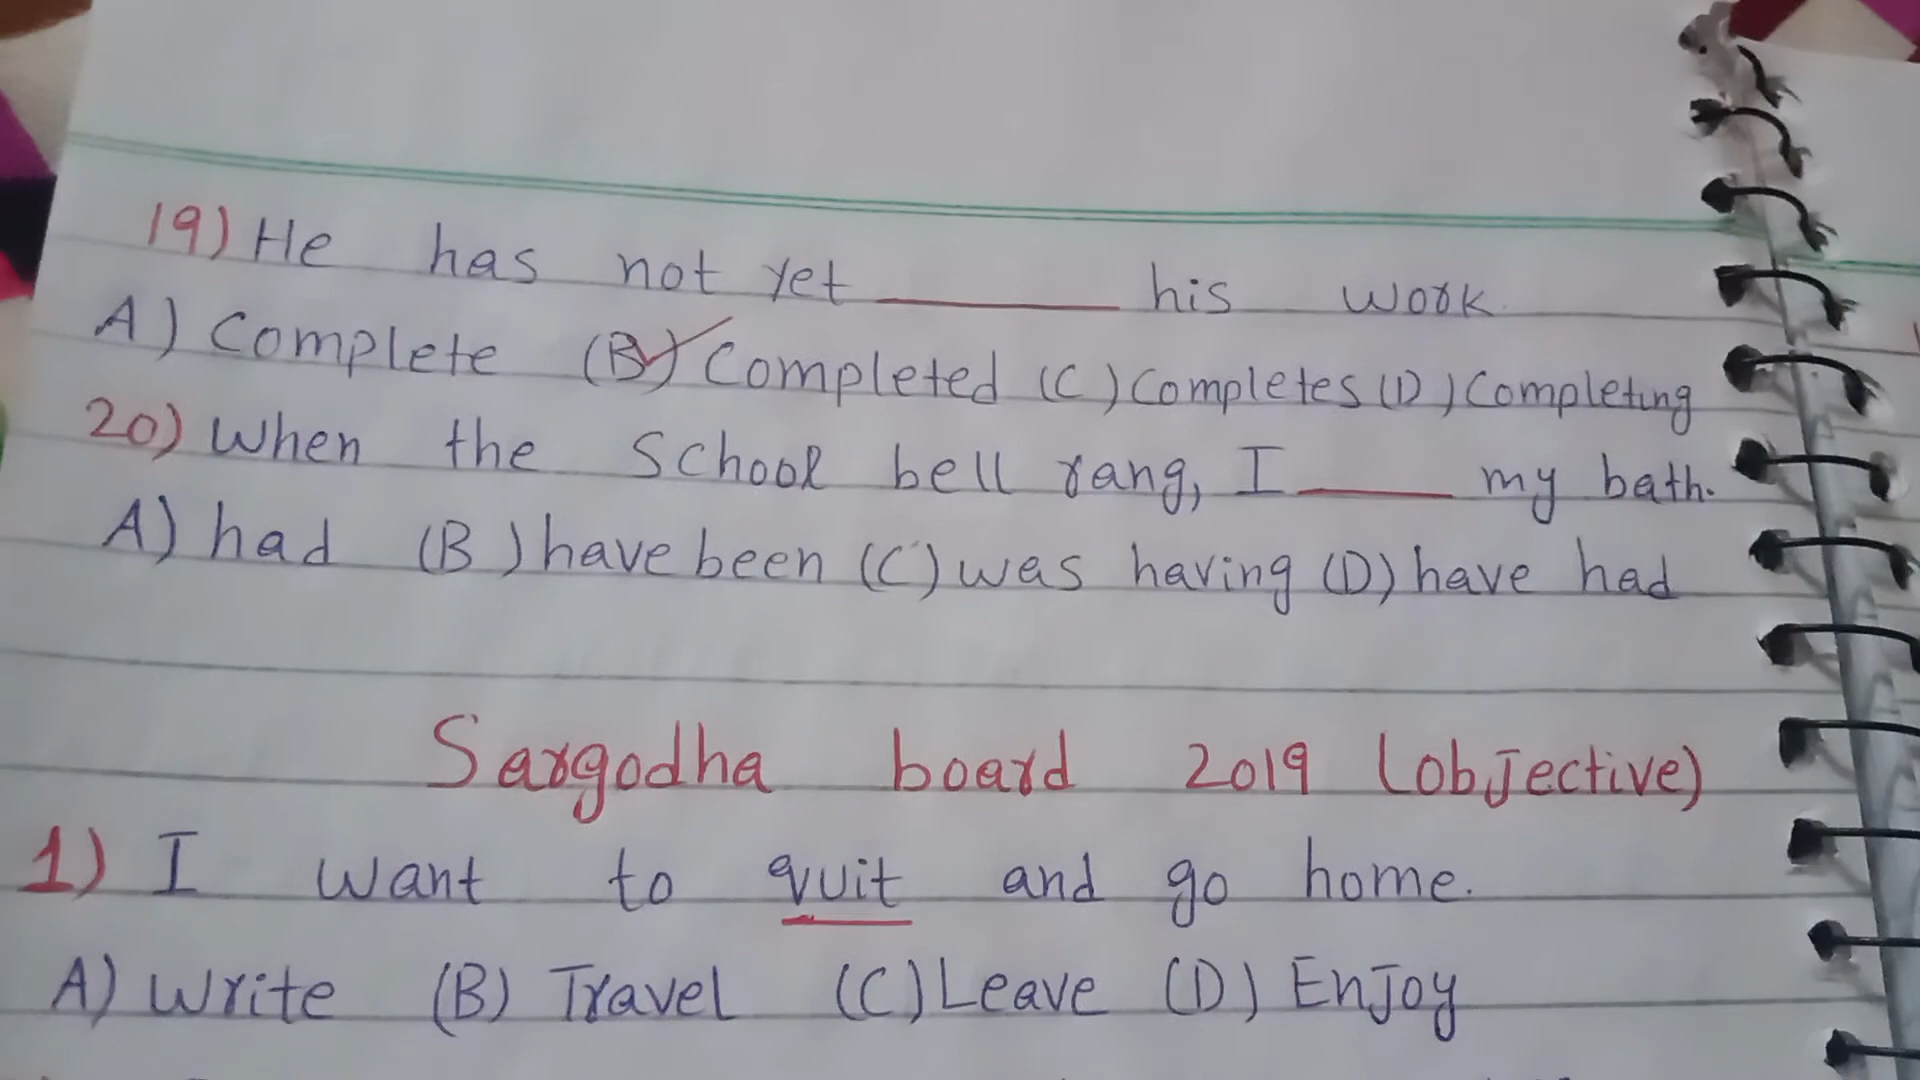 19) He has not yet ______ his work.
A) Complete (B) Completed (C) Completes (D) Completing
20) When the School bell rang, I ____ my bath.
A) had (B) have been (C) was having (D) have had
Sargodha board 2019 (objective)
1) I want to quit and go home.
A) Write (B) Travel (C) Leave (D) Enjoy